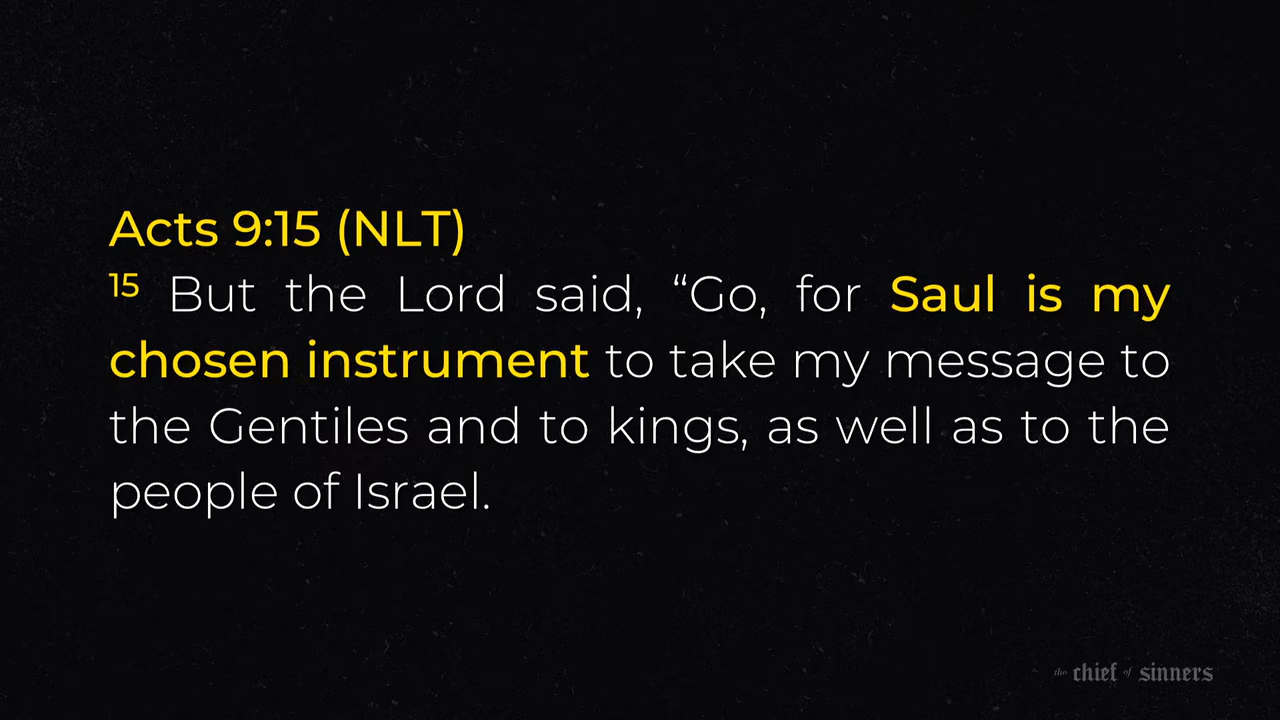 Acts 9:15 (NLT)
15 But the Lord said, “Go, for Saul is my
chosen instrument to take my message to
the Gentiles and to kings, as well as to the
people of Israel.
the chief of sinners